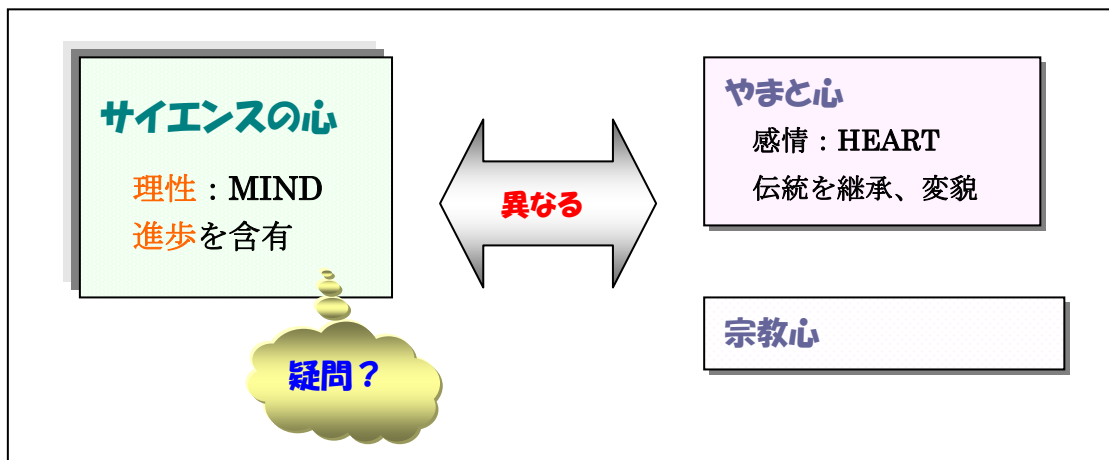 サイエンスの心
理性：MIND
進歩を含有
疑問？
異なる
やまと心
感情：HEART
伝統を継承、変貌
宗教心